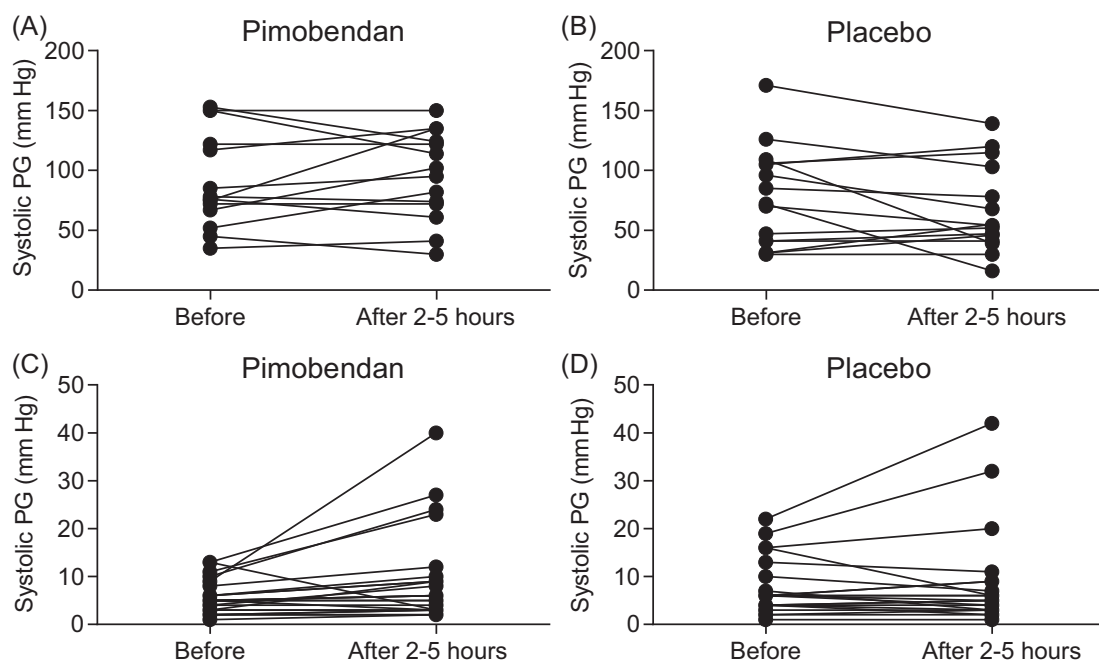 (A) Pimobendan
Systolic PG (mm Hg)
200
150
100
50
0
Before After 2-5 hours
(B) Placebo
Systolic PG (mm Hg)
200
150
100
50
0
Before After 2-5 hours
(C) Pimobendan
Systolic PG (mm Hg)
50
40
30
20
10
0
Before After 2-5 hours
(D) Placebo
Systolic PG (mm Hg)
50
40
30
20
10
0
Before After 2-5 hours